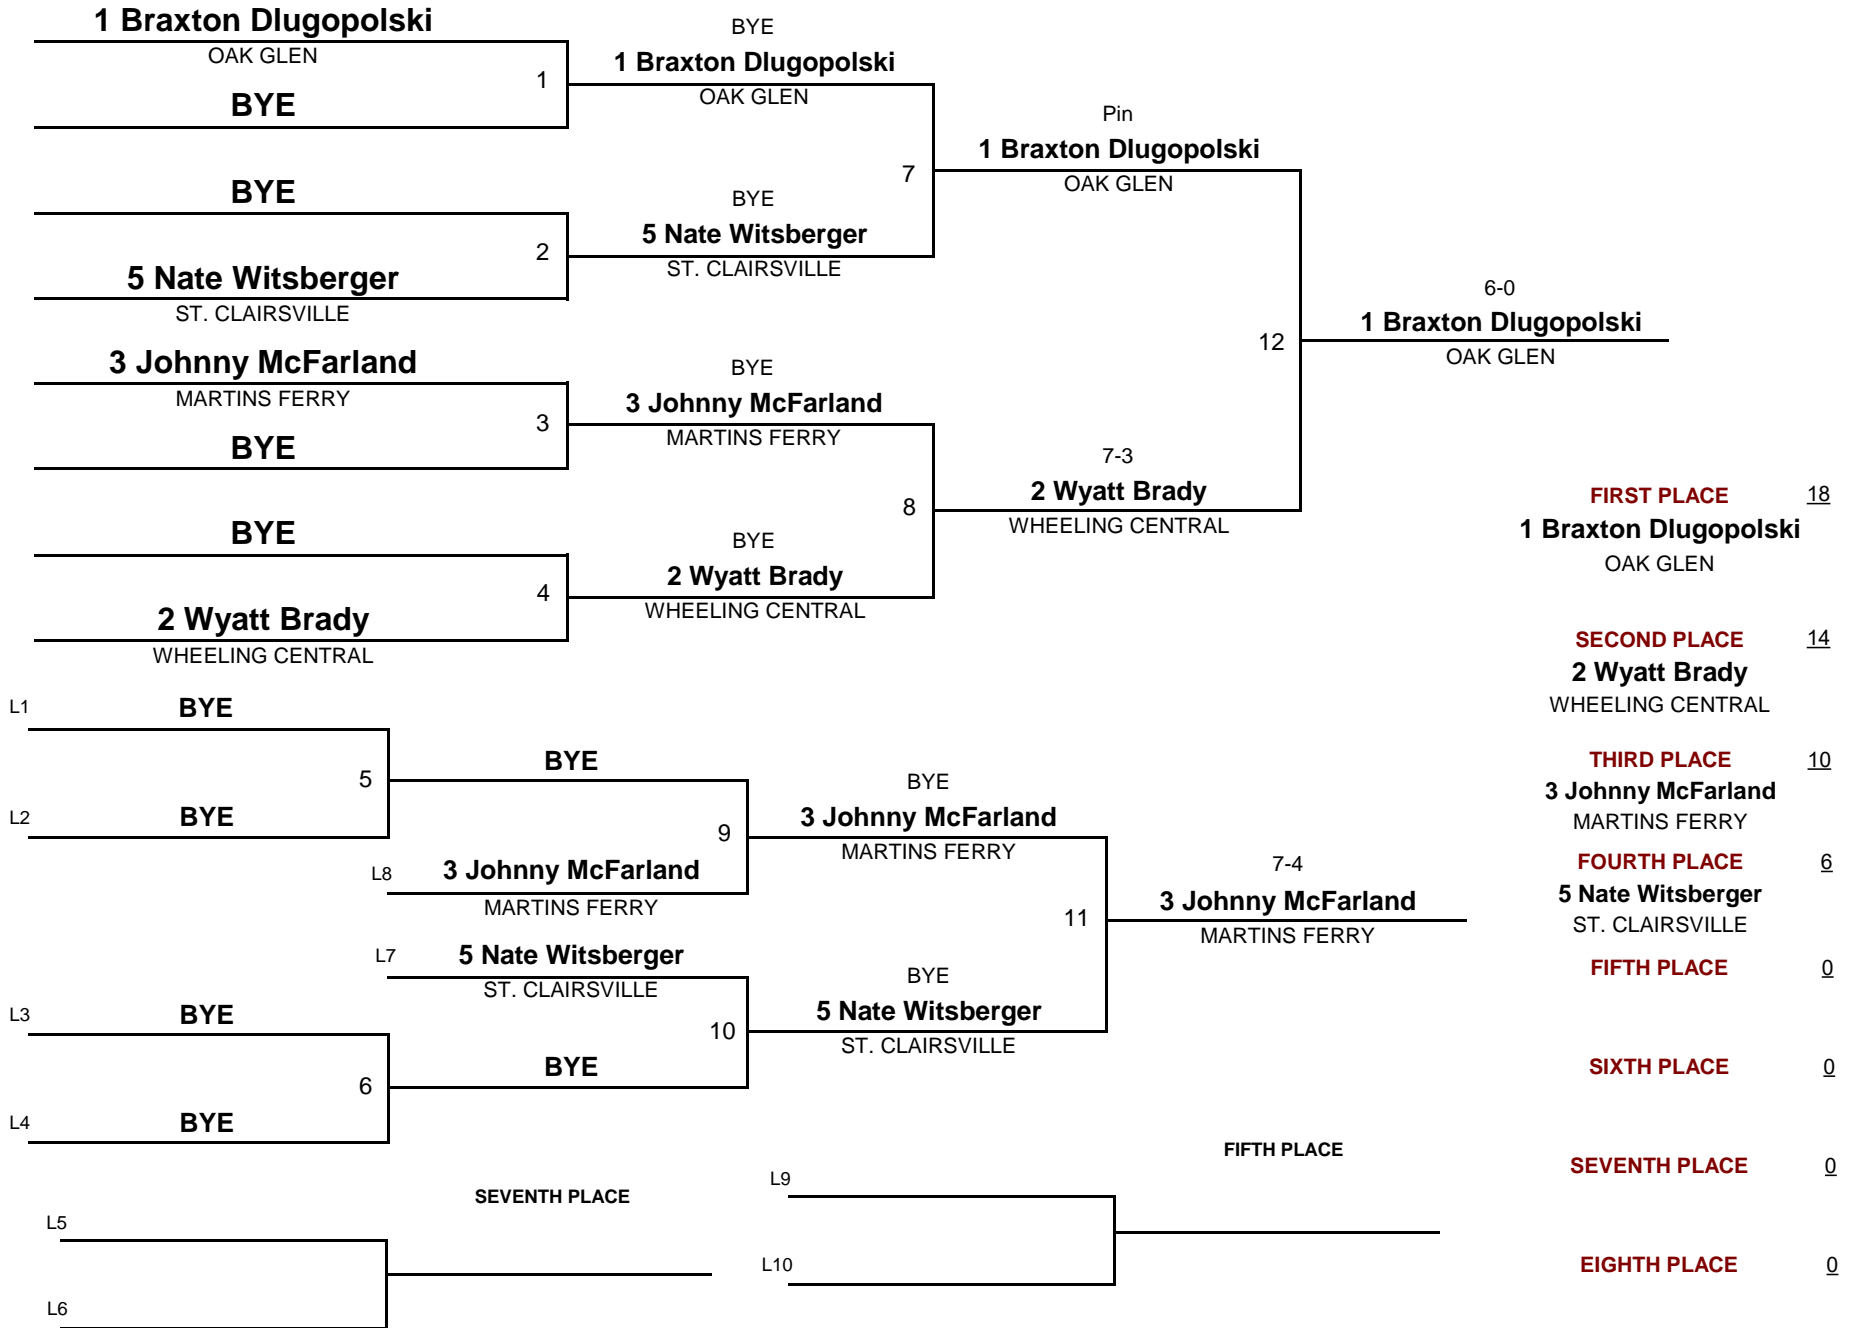 1 Braxton Dlugopolski
OAK GLEN
1
BYE
BYE
1 Braxton Dlugopolski
OAK GLEN
BYE
2
5 Nate Witsberger
ST. CLAIRSVILLE
BYE
5 Nate Witsberger
ST. CLAIRSVILLE
7
Pin
1 Braxton Dlugopolski
OAK GLEN
3 Johnny McFarland
MARTINS FERRY
3
BYE
BYE
3 Johnny McFarland
MARTINS FERRY
BYE
4
2 Wyatt Brady
WHEELING CENTRAL
BYE
2 Wyatt Brady
WHEELING CENTRAL
8
7-3
2 Wyatt Brady
WHEELING CENTRAL
12
6-0
1 Braxton Dlugopolski
OAK GLEN
L1 BYE
5
L2 BYE
BYE
9
L8 3 Johnny McFarland
MARTINS FERRY
BYE
3 Johnny McFarland
MARTINS FERRY
L7 5 Nate Witsberger
ST. CLAIRSVILLE
10
L3 BYE
6
L4 BYE
BYE
BYE
5 Nate Witsberger
ST. CLAIRSVILLE
11
7-4
3 Johnny McFarland
MARTINS FERRY
SEVENTH PLACE
L5
L6
FIFTH PLACE
L9
L10
FIRST PLACE 18
1 Braxton Dlugopolski
OAK GLEN
SECOND PLACE 14
2 Wyatt Brady
WHEELING CENTRAL
THIRD PLACE 10
3 Johnny McFarland
MARTINS FERRY
FOURTH PLACE 6
5 Nate Witsberger
ST. CLAIRSVILLE
FIFTH PLACE 0
SIXTH PLACE 0
SEVENTH PLACE 0
EIGHTH PLACE 0